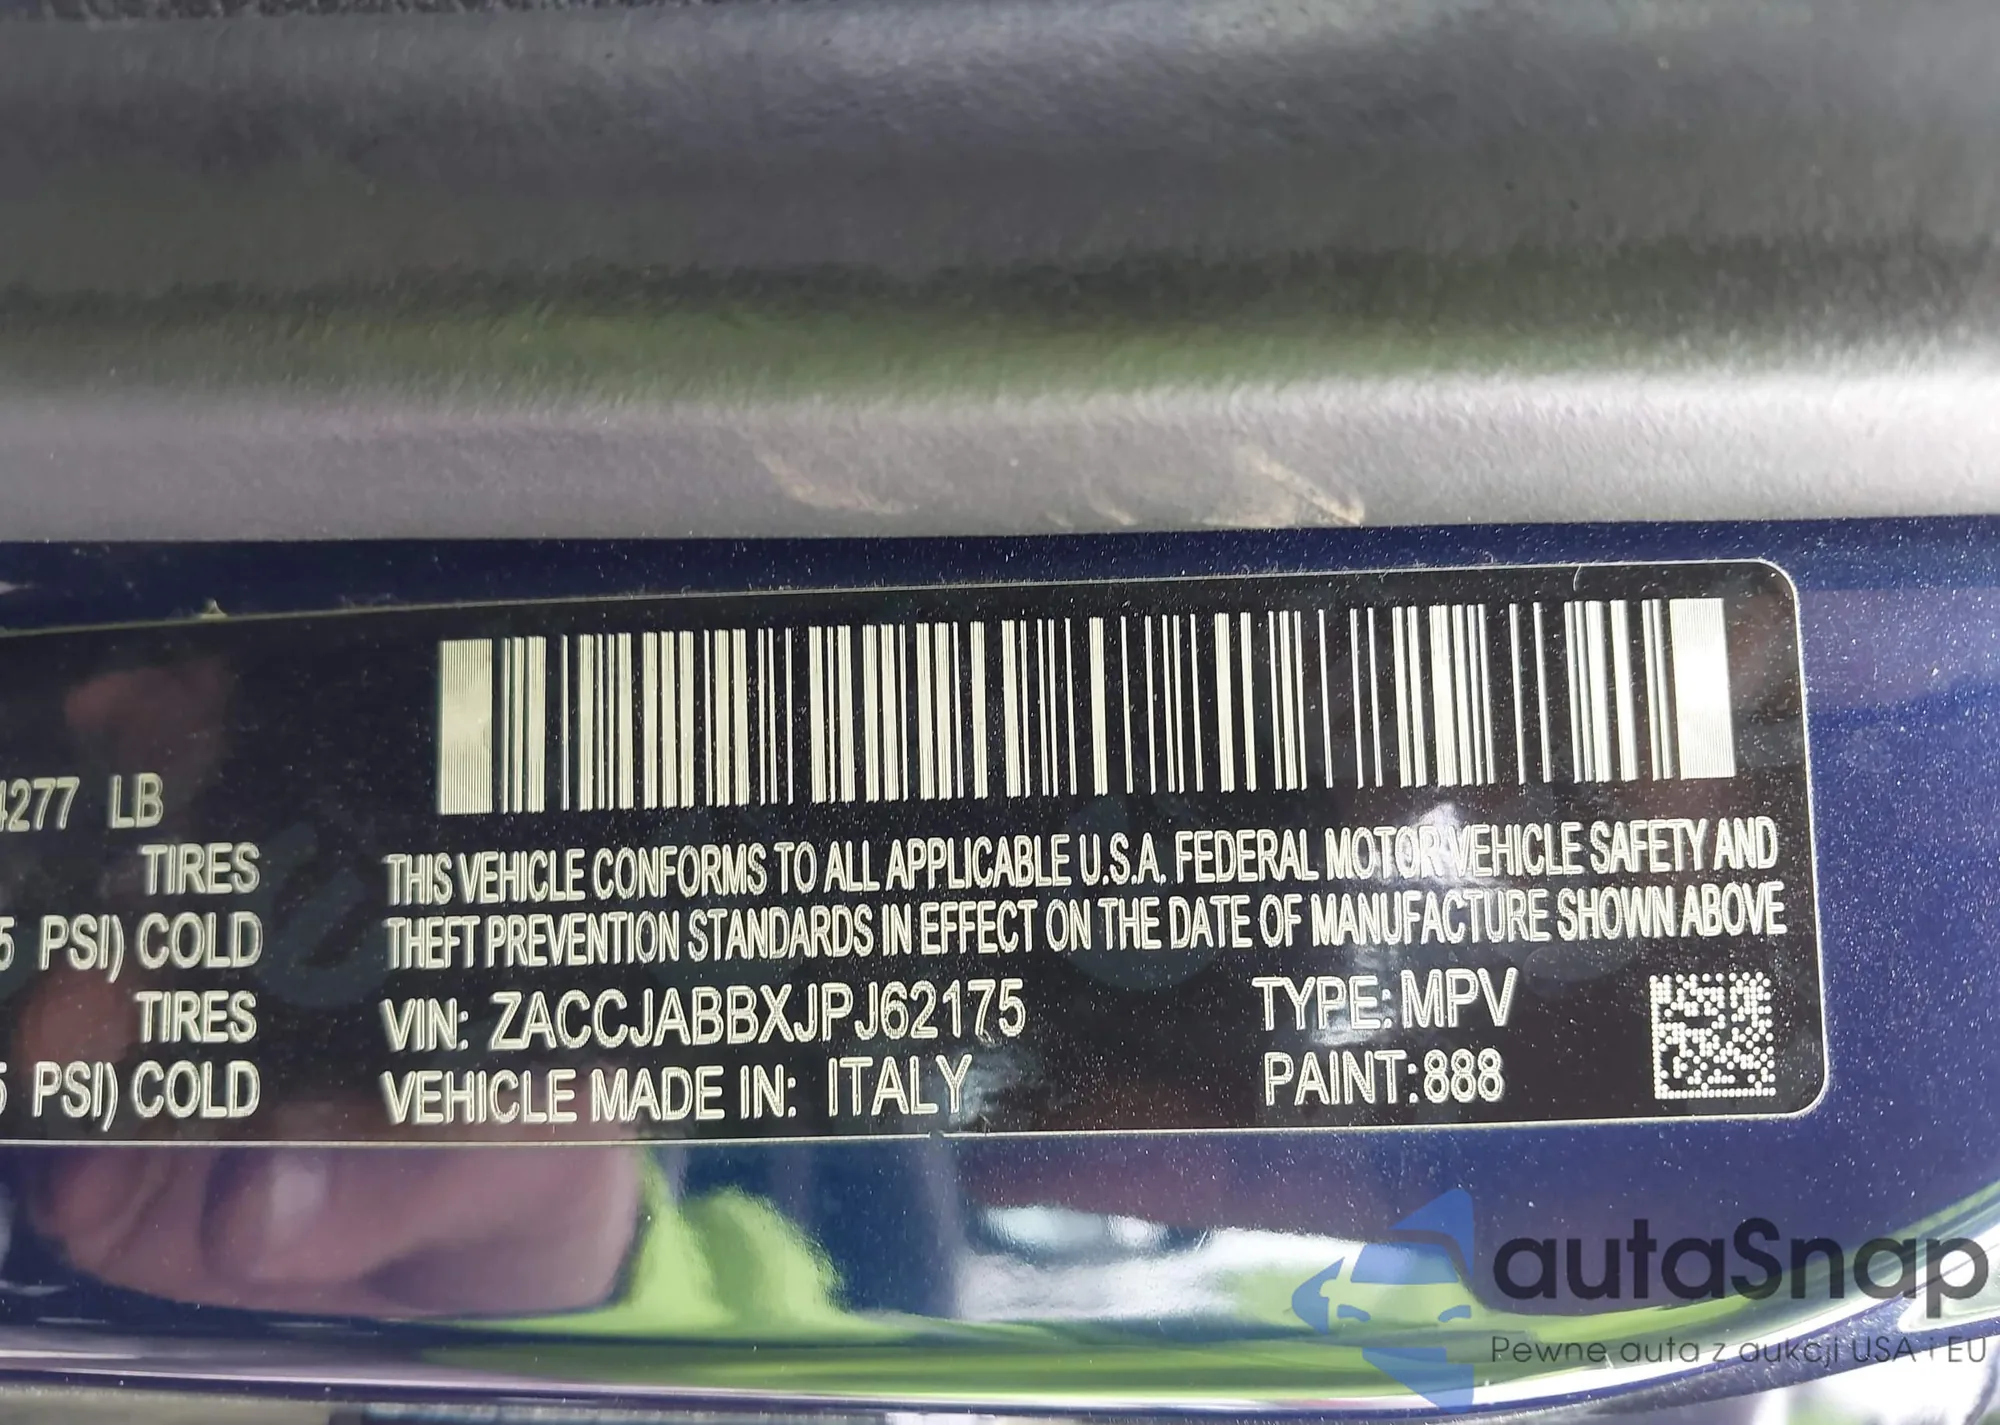 4277 LB
TIRES
5 PSI) COLD
TIRES
5 PSI) COLD
THIS VEHICLE CONFORMS TO ALL APPLICABLE U.S.A. FEDERAL MOTOR VEHICLE SAFETY AND
THEFT PREVENTION STANDARDS IN EFFECT ON THE DATE OF MANUFACTURE SHOWN ABOVE
VIN: ZACCJABBXJPJ62175
TYPE: MPV
VEHICLE MADE IN: ITALY
PAINT: 888
autaSnap
Pewne auta z aukcji USA i EU